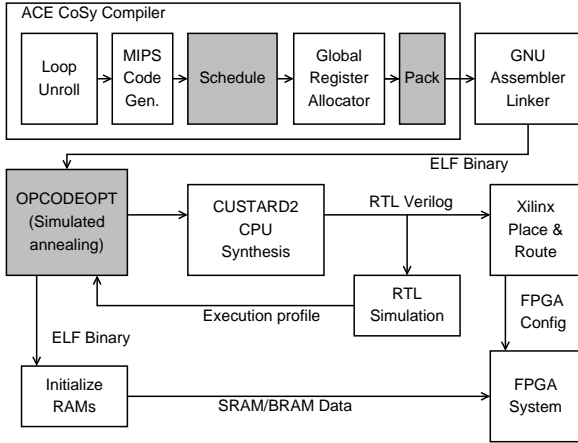 ACE CoSy Compiler
Loop
Unroll
MIPS
Code
Gen.
Schedule
Global
Register
Allocator
Pack
GNU
Assembler
Linker
ELF Binary
OPCODEOPT
(Simulated
annealing)
CUSTARD2
CPU
Synthesis
RTL Verilog
Xilinx
Place &
Route
Execution profile
RTL
Simulation
FPGA
Config
ELF Binary
Initialize
RAMs
SRAM/BRAM Data
FPGA
System